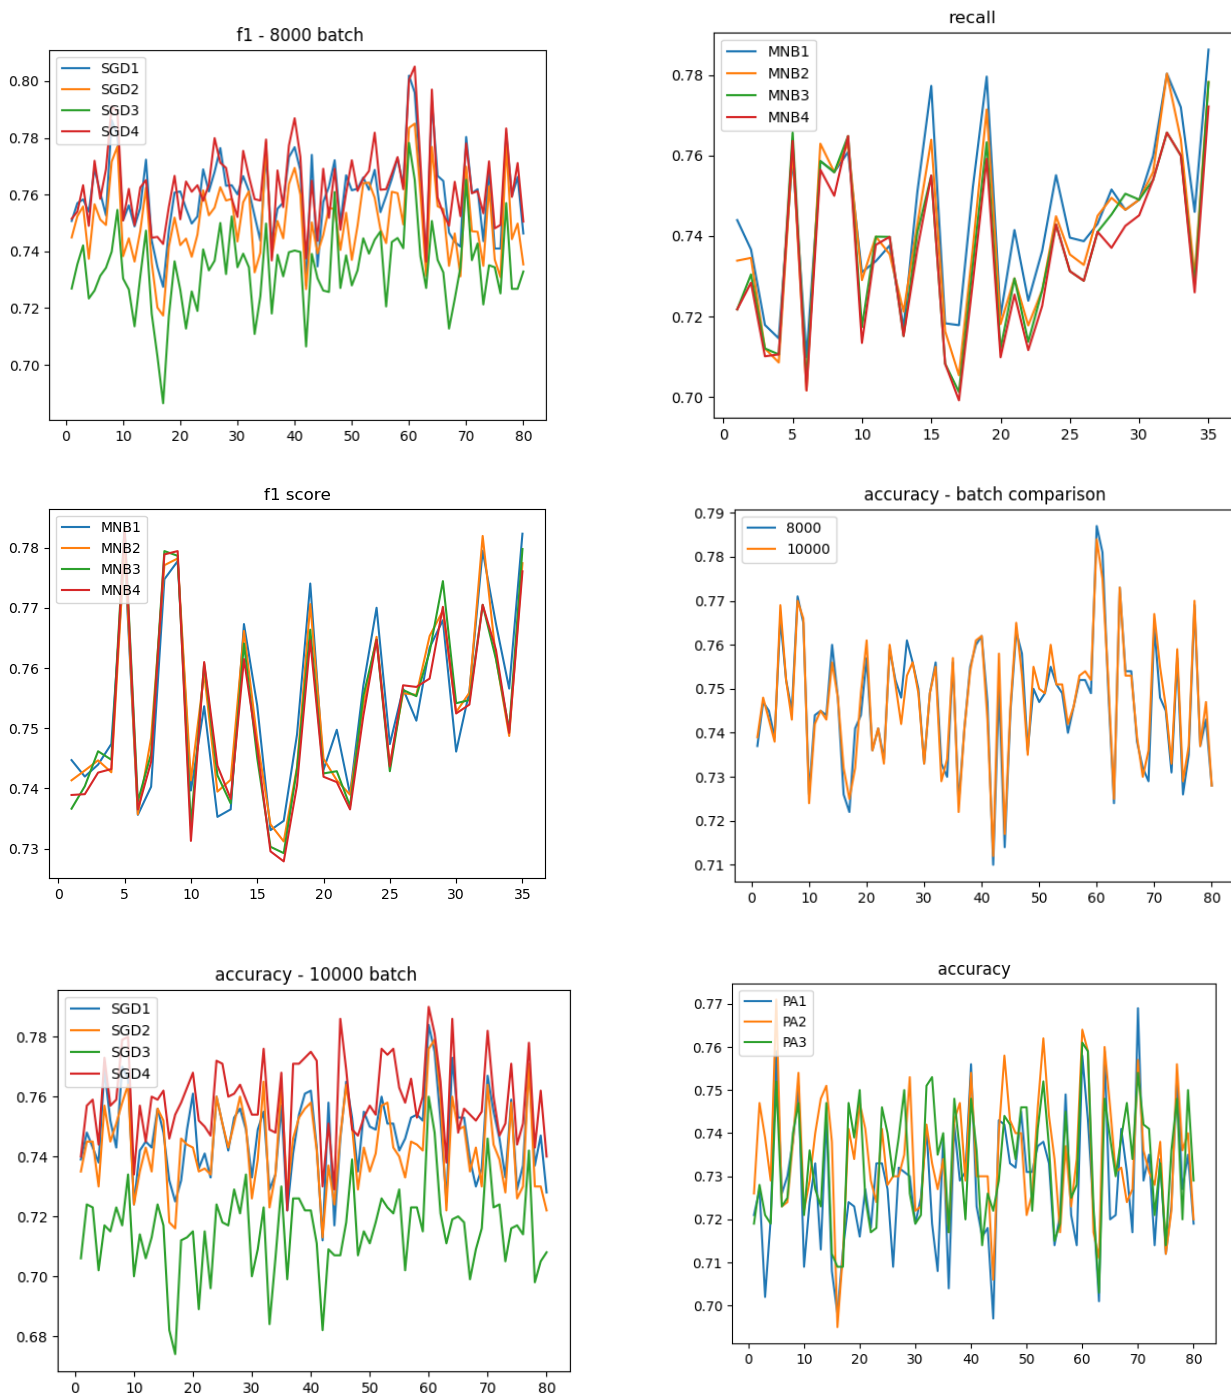 f1 - 8000 batch
SGD1
SGD2
SGD3
SGD4
0.80
0.78
0.76
0.74
0.72
0.70
0 10 20 30 40 50 60 70 80
recall
MNB1
MNB2
MNB3
MNB4
0.78
0.76
0.74
0.72
0.70
0 5 10 15 20 25 30 35
f1 score
MNB1
MNB2
MNB3
MNB4
0.78
0.77
0.76
0.75
0.74
0.73
0 5 10 15 20 25 30 35
accuracy - batch comparison
8000
10000
0.79
0.78
0.77
0.76
0.75
0.74
0.73
0.72
0.71
0 10 20 30 40 50 60 70 80
accuracy - 10000 batch
SGD1
SGD2
SGD3
SGD4
0.78
0.76
0.74
0.72
0.70
0.68
0 10 20 30 40 50 60 70 80
accuracy
PA1
PA2
PA3
0.77
0.76
0.75
0.74
0.73
0.72
0.71
0.70
0 10 20 30 40 50 60 70 80